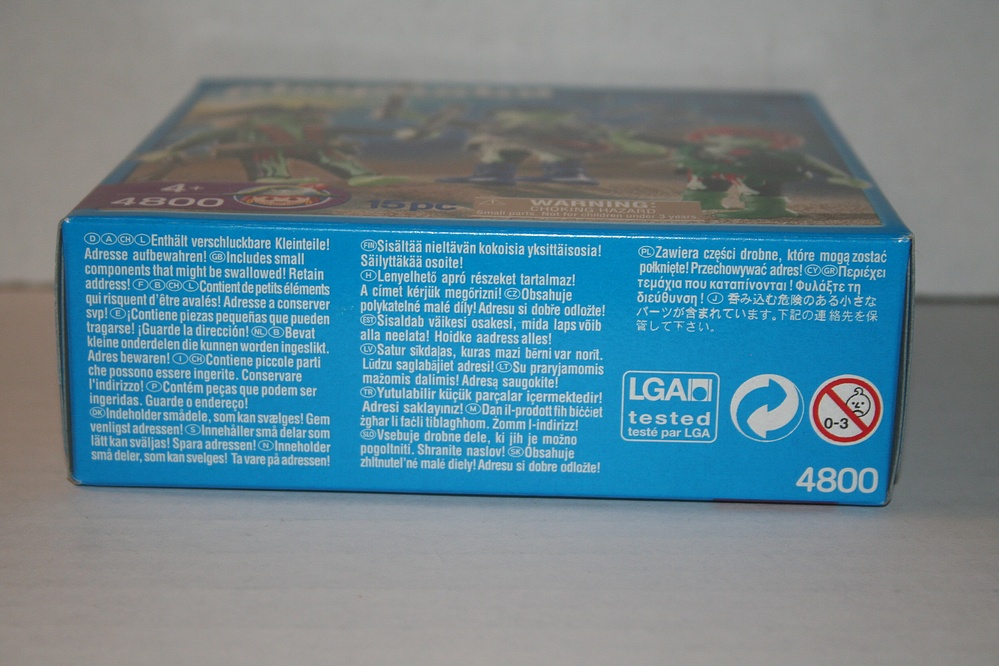 4+
4800
15pc
WARNING:
CHOKING HAZARD
Small parts. Not for children under 3 years.
D A CH L Enthält verschluckbare Kleinteile!
Adresse aufbewahren! GB Includes small
components that might be swallowed! Retain
address! F B CH L Contient de petits éléments
qui risquent d'être avalés! Adresse a conserver
svp! E ¡Contiene piezas pequeñas que pueden
tragarse! ¡Guarde la dirección! NL B Bevat
kleine onderdelen die kunnen worden ingeslikt.
Adres bewaren! I CH Contiene piccole parti
che possono essere ingerite. Conservare
l'indirizzo! P Contém peças que podem ser
ingeridas. Guarde o endereço!
DK Indeholder smådele, som kan svælges! Gem
venligst adressen! S Innehåller små delar som
lätt kan sväljas! Spara adressen! N Inneholder
små deler, som kan svelges! Ta vare på adressen!
FIN Sisältää nieltävän kokoisia yksittäisosia!
Säilyttäkää osoite!
H Lenyelhető apró részeket tartalmaz!
A címet kérjük megőrizni! CZ Obsahuje
polykatelné malé díly! Adresu si dobře odložte!
EST Sisaldab väikesi osakesi, mida laps võib
alla neelata! Hoidke aadress alles!
LV Satur sīkdaļas, kuras mazi bērni var norīt.
Lūdzu saglabājiet adresi! LT Su praryjamomis
mažomis dalimis! Adresą saugokite!
TR Yutulabilir küçük parçalar içermektedir!
Adresi saklayınız! M Dan il-prodott fih biċċiet
żgħar li faċli tiblagħhom. Żomm l-indirizz!
SLO Vsebuje drobne dele, ki jih je možno
pogoltniti. Shranite naslov! SK Obsahuje
zhltnuteľné malé diely! Adresu si dobre odložte!
PL Zawiera części drobne, które mogą zostać
połknięte! Przechowywać adres! CY GR Περιέχει
τεμάχια που καταπίνονται! Φυλάξτε τη
διεύθυνση! J 呑み込む危険のある小さな
パーツが含まれています。下記の連絡先を保
管して下さい。
LGA
tested
testé par LGA
0-3
4800